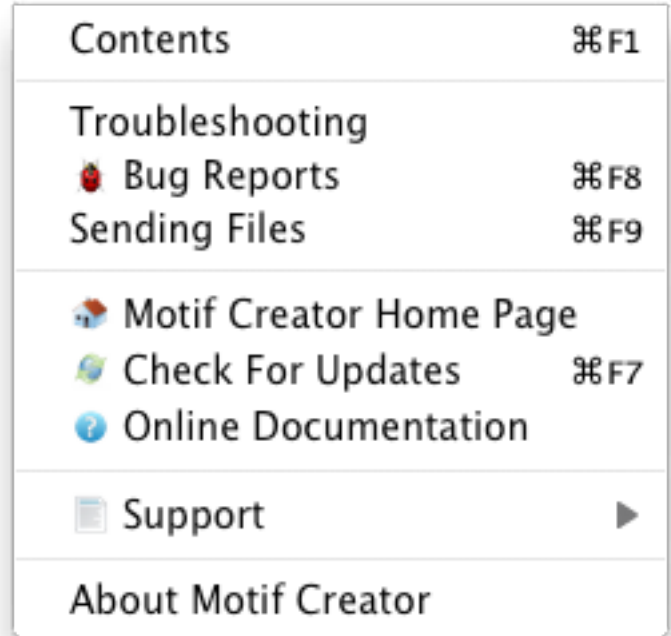 Contents ⌘F1
Troubleshooting
Bug Reports ⌘F8
Sending Files ⌘F9
Motif Creator Home Page
Check For Updates ⌘F7
Online Documentation
Support
About Motif Creator